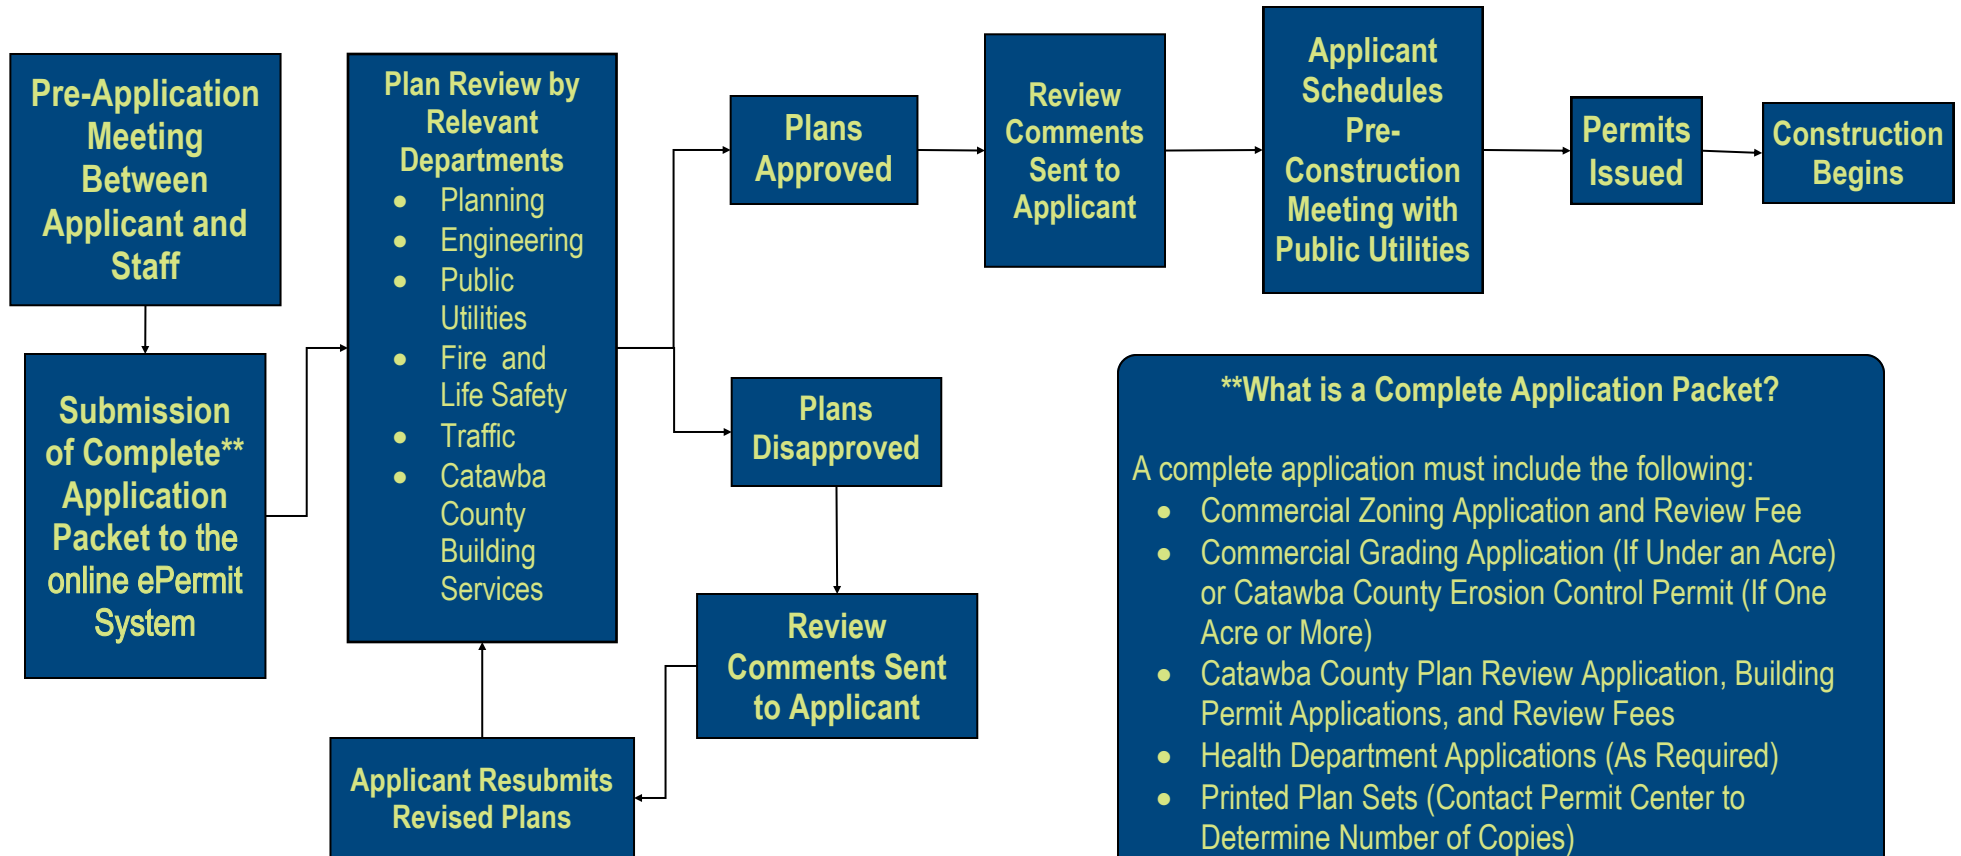 Pre-Application
Meeting
Between
Applicant and
Staff
Submission
of Complete**
Application
Packet to the
online ePermit
System
Plan Review by
Relevant
Departments
● Planning
● Engineering
● Public
Utilities
● Fire and
Life Safety
● Traffic
● Catawba
County
Building
Services
Plans
Approved
Review
Comments
Sent to
Applicant
Applicant
Schedules
Pre-
Construction
Meeting with
Public Utilities
Permits
Issued
Construction
Begins
Plans
Disapproved
Review
Comments Sent
to Applicant
Applicant Resubmits
Revised Plans
**What is a Complete Application Packet?
A complete application must include the following:
● Commercial Zoning Application and Review Fee
● Commercial Grading Application (If Under an Acre)
or Catawba County Erosion Control Permit (If One
Acre or More)
● Catawba County Plan Review Application, Building
Permit Applications, and Review Fees
● Health Department Applications (As Required)
● Printed Plan Sets (Contact Permit Center to
Determine Number of Copies)